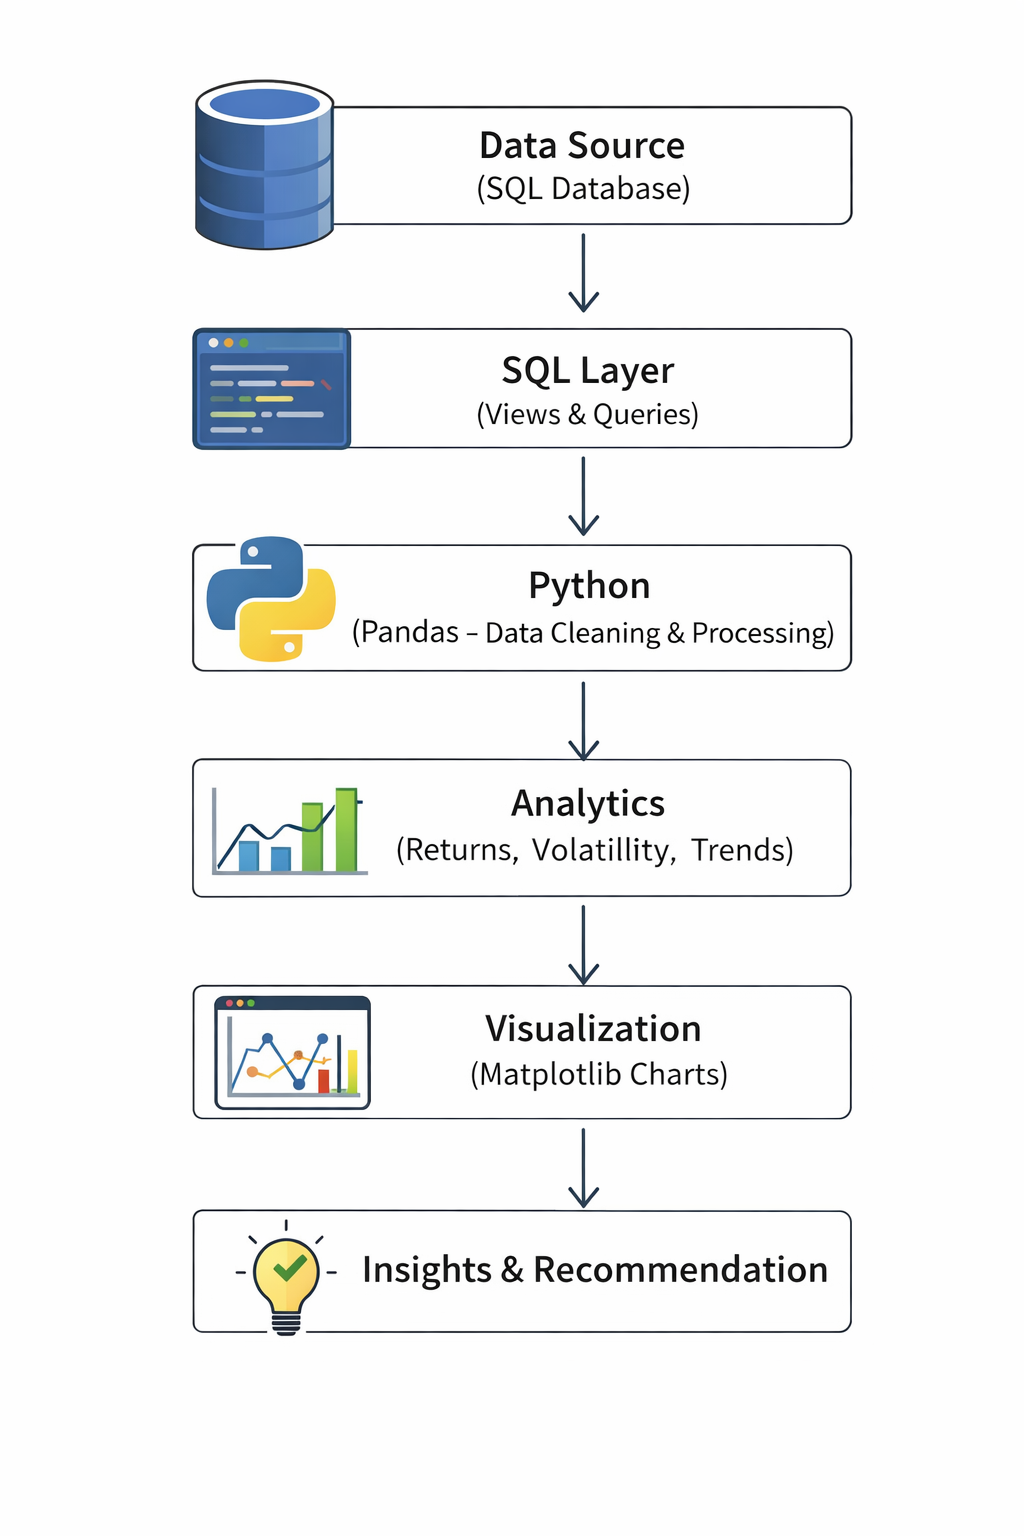 Data Source
(SQL Database)
SQL Layer
(Views & Queries)
Python
(Pandas – Data Cleaning & Processing)
Analytics
(Returns, Volatillity, Trends)
Visualization
(Matplotlib Charts)
Insights & Recommendation